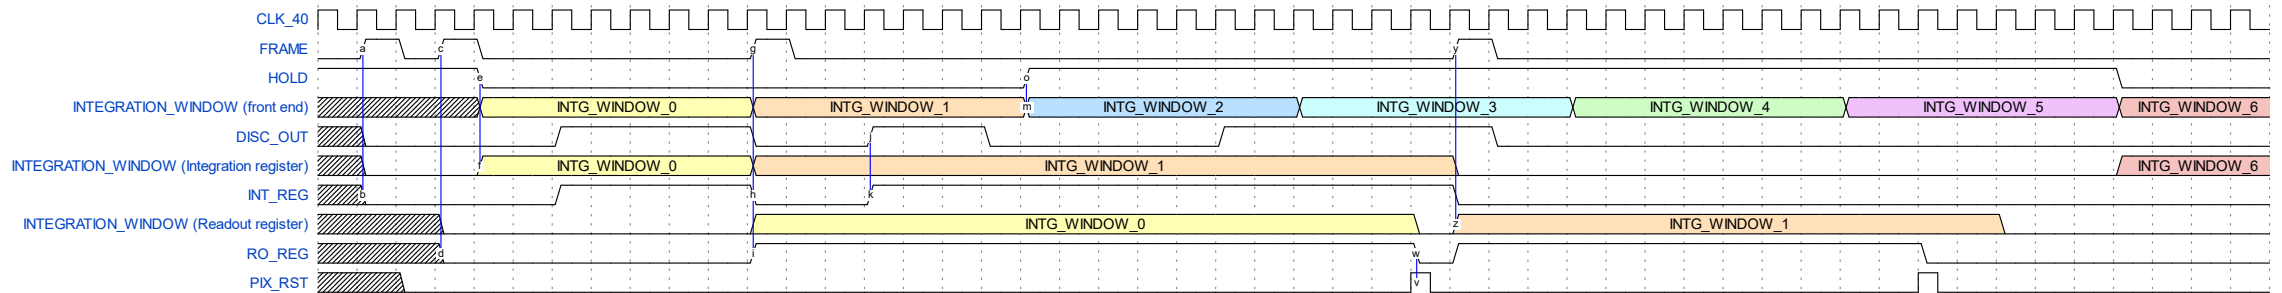 CLK_40
FRAME a c g y
HOLD e o
INTEGRATION_WINDOW (front end) INTG_WINDOW_0 INTG_WINDOW_1 m INTG_WINDOW_2 INTG_WINDOW_3 INTG_WINDOW_4 INTG_WINDOW_5 INTG_WINDOW_6
DISC_OUT j
INTEGRATION_WINDOW (Integration register) f INTG_WINDOW_0 INTG_WINDOW_1 INTG_WINDOW_6
INT_REG b h k
INTEGRATION_WINDOW (Readout register) INTG_WINDOW_0 z INTG_WINDOW_1
RO_REG d i w
PIX_RST v